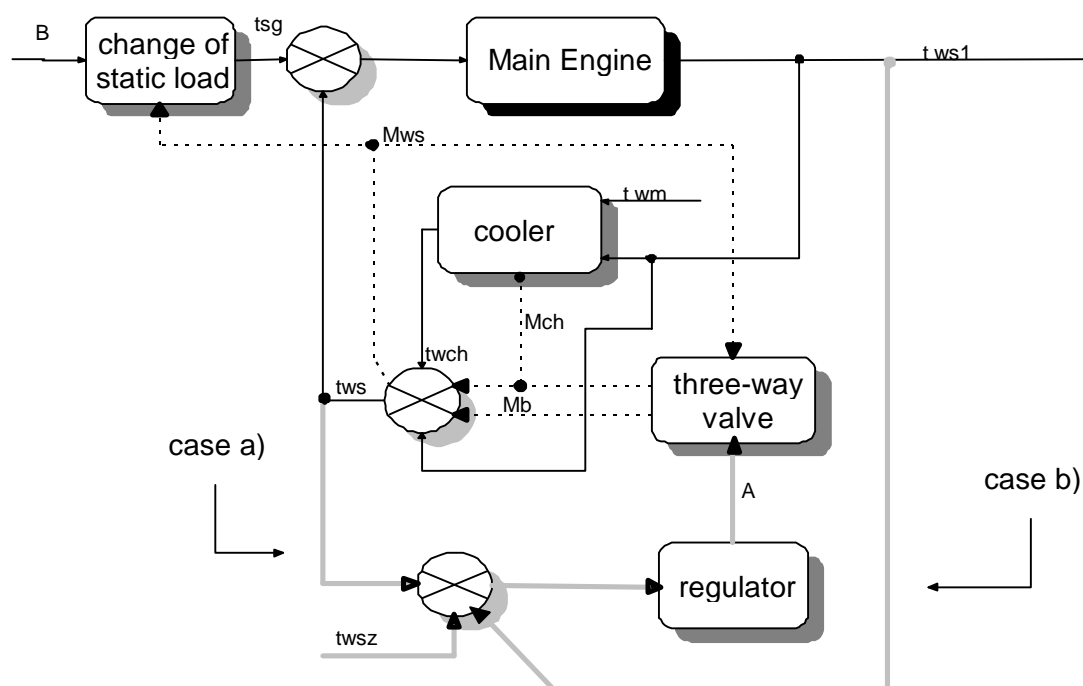 B
change of
static load
tsg
Main Engine
t ws1
Mws
t wm
cooler
Mch
twch
tws
Mb
three-way
valve
case a)
case b)
A
regulator
twsz